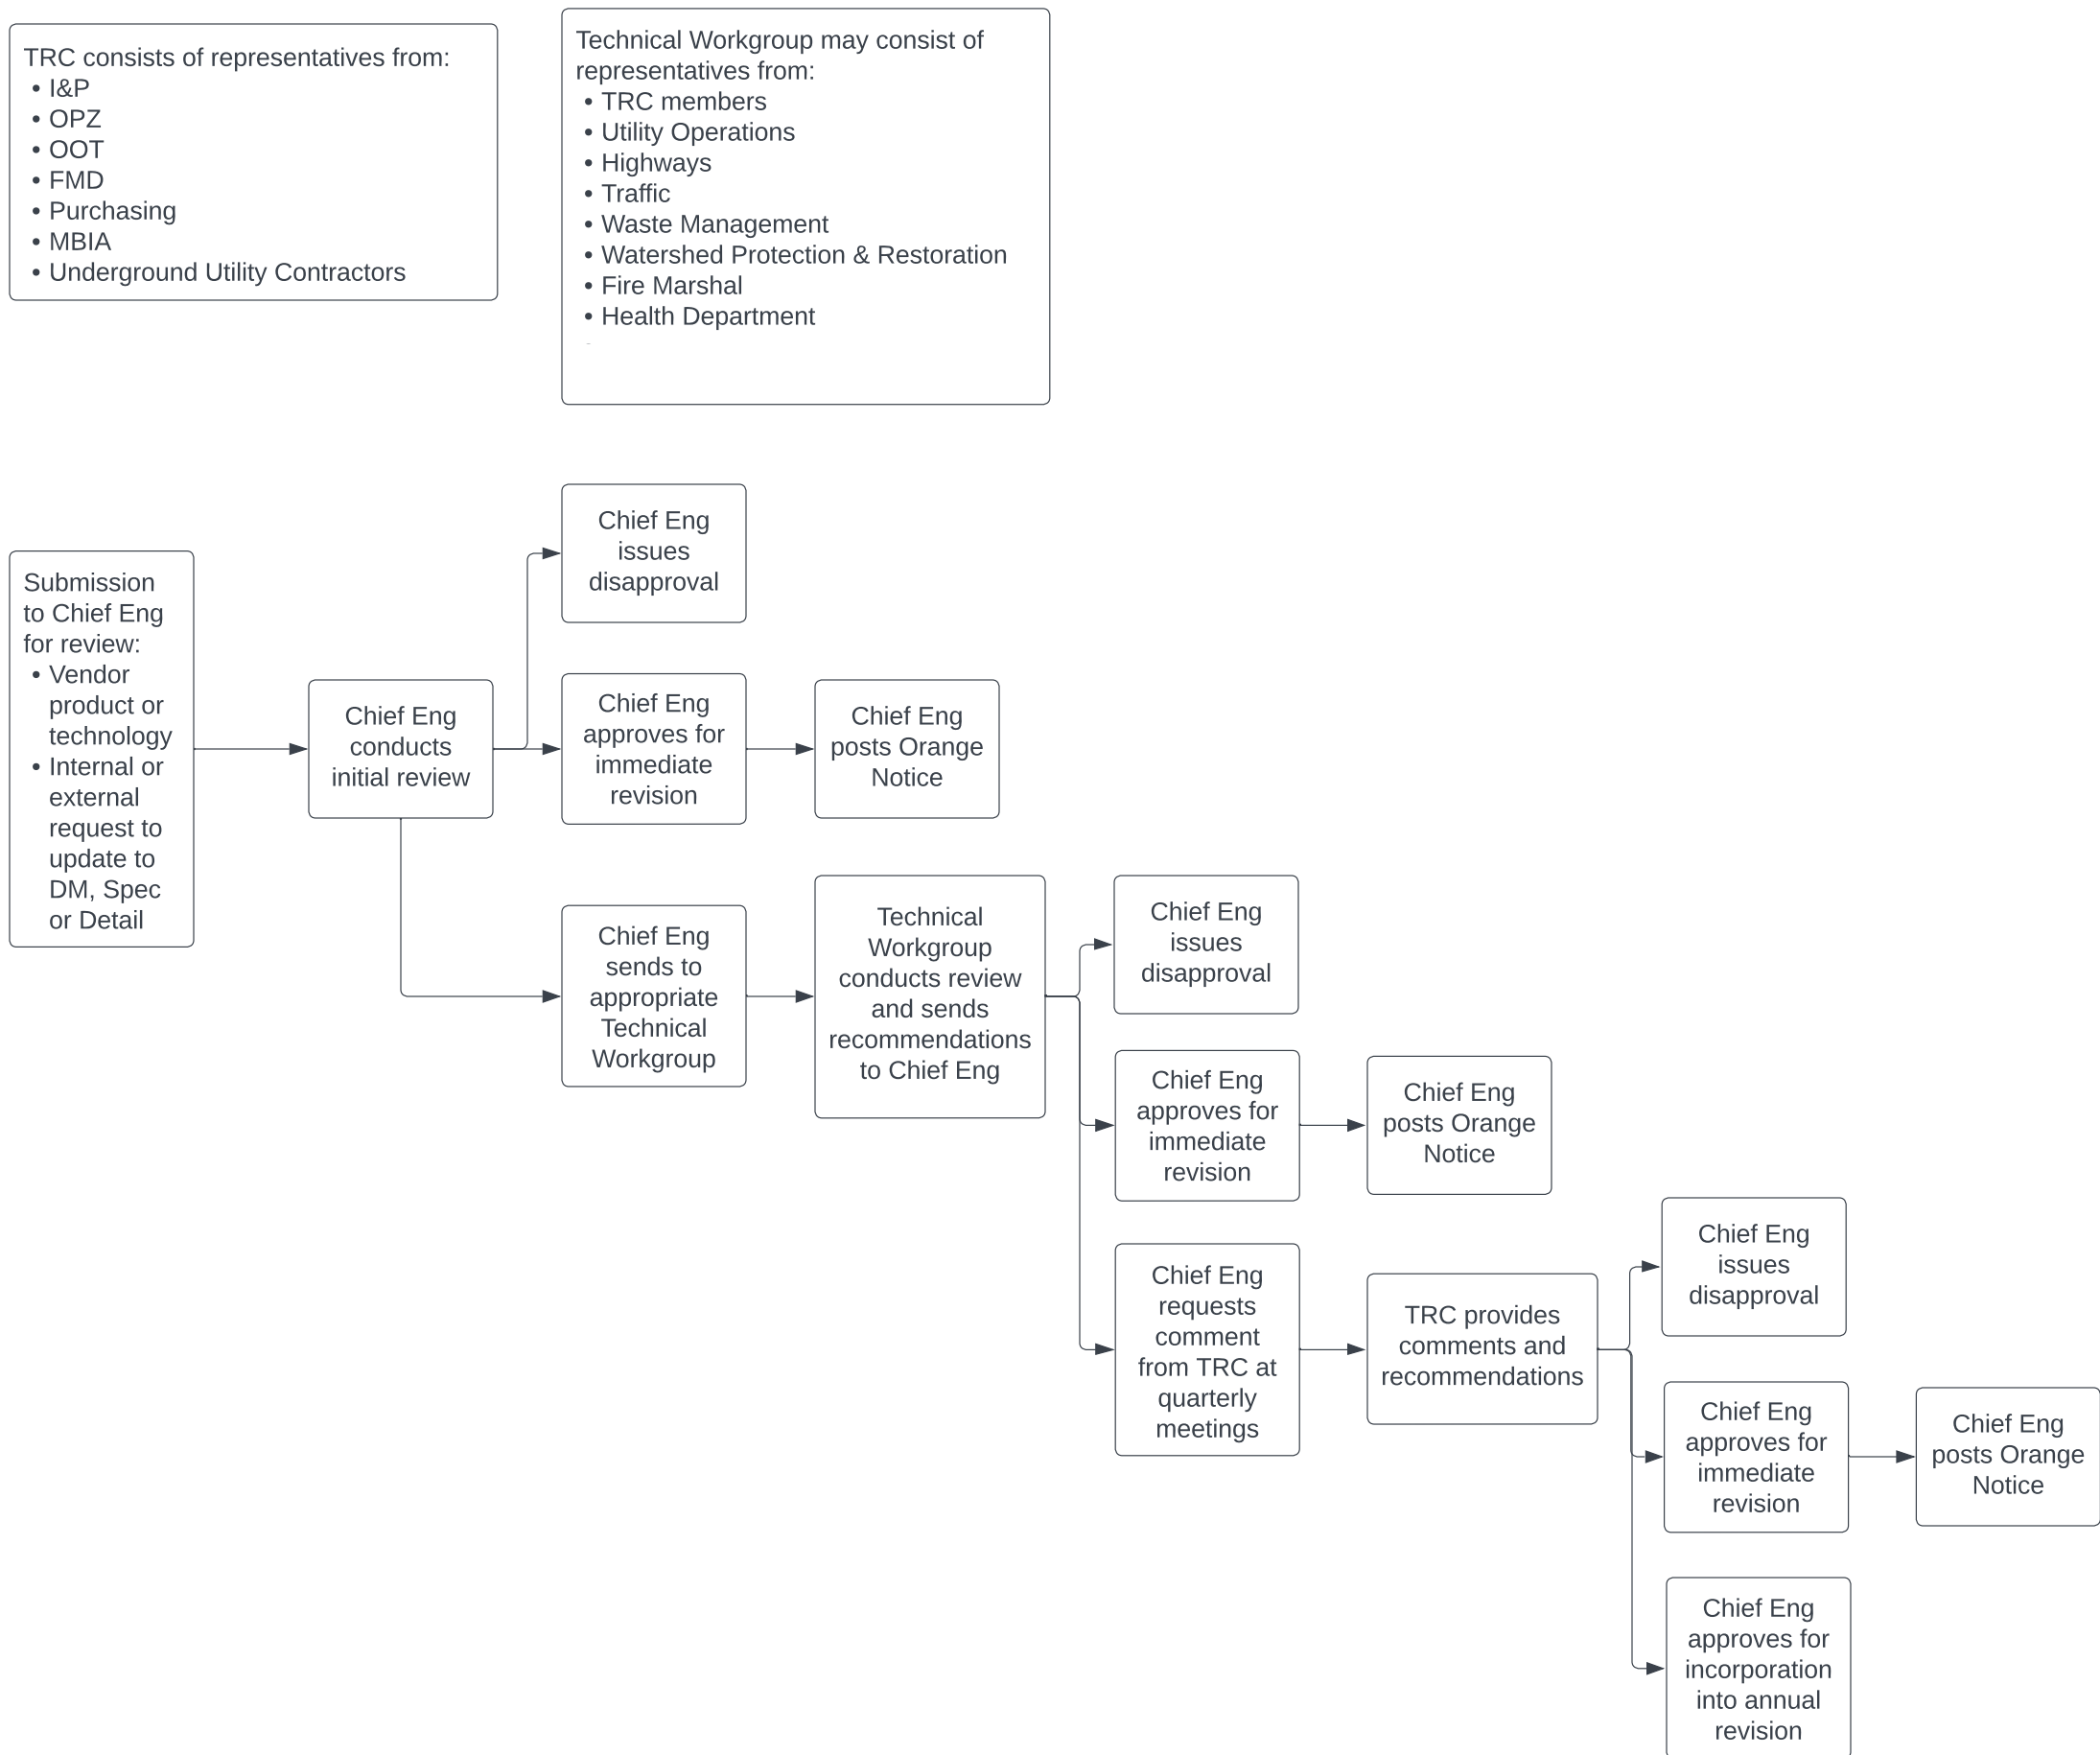 TRC consists of representatives from:
• I&P
• OPZ
• OOT
• FMD
• Purchasing
• MBIA
• Underground Utility Contractors
Technical Workgroup may consist of
representatives from:
• TRC members
• Utility Operations
• Highways
• Traffic
• Waste Management
• Watershed Protection & Restoration
• Fire Marshal
• Health Department
Submission
to Chief Eng
for review:
• Vendor
product or
technology
• Internal or
external
request to
update to
DM, Spec
or Detail
Chief Eng
conducts
initial review
Chief Eng
issues
disapproval
Chief Eng
approves for
immediate
revision
Chief Eng
posts Orange
Notice
Chief Eng
sends to
appropriate
Technical
Workgroup
Technical
Workgroup
conducts review
and sends
recommendations
to Chief Eng
Chief Eng
issues
disapproval
Chief Eng
approves for
immediate
revision
Chief Eng
posts Orange
Notice
Chief Eng
requests
comment
from TRC at
quarterly
meetings
TRC provides
comments and
recommendations
Chief Eng
issues
disapproval
Chief Eng
approves for
immediate
revision
Chief Eng
posts Orange
Notice
Chief Eng
approves for
incorporation
into annual
revision